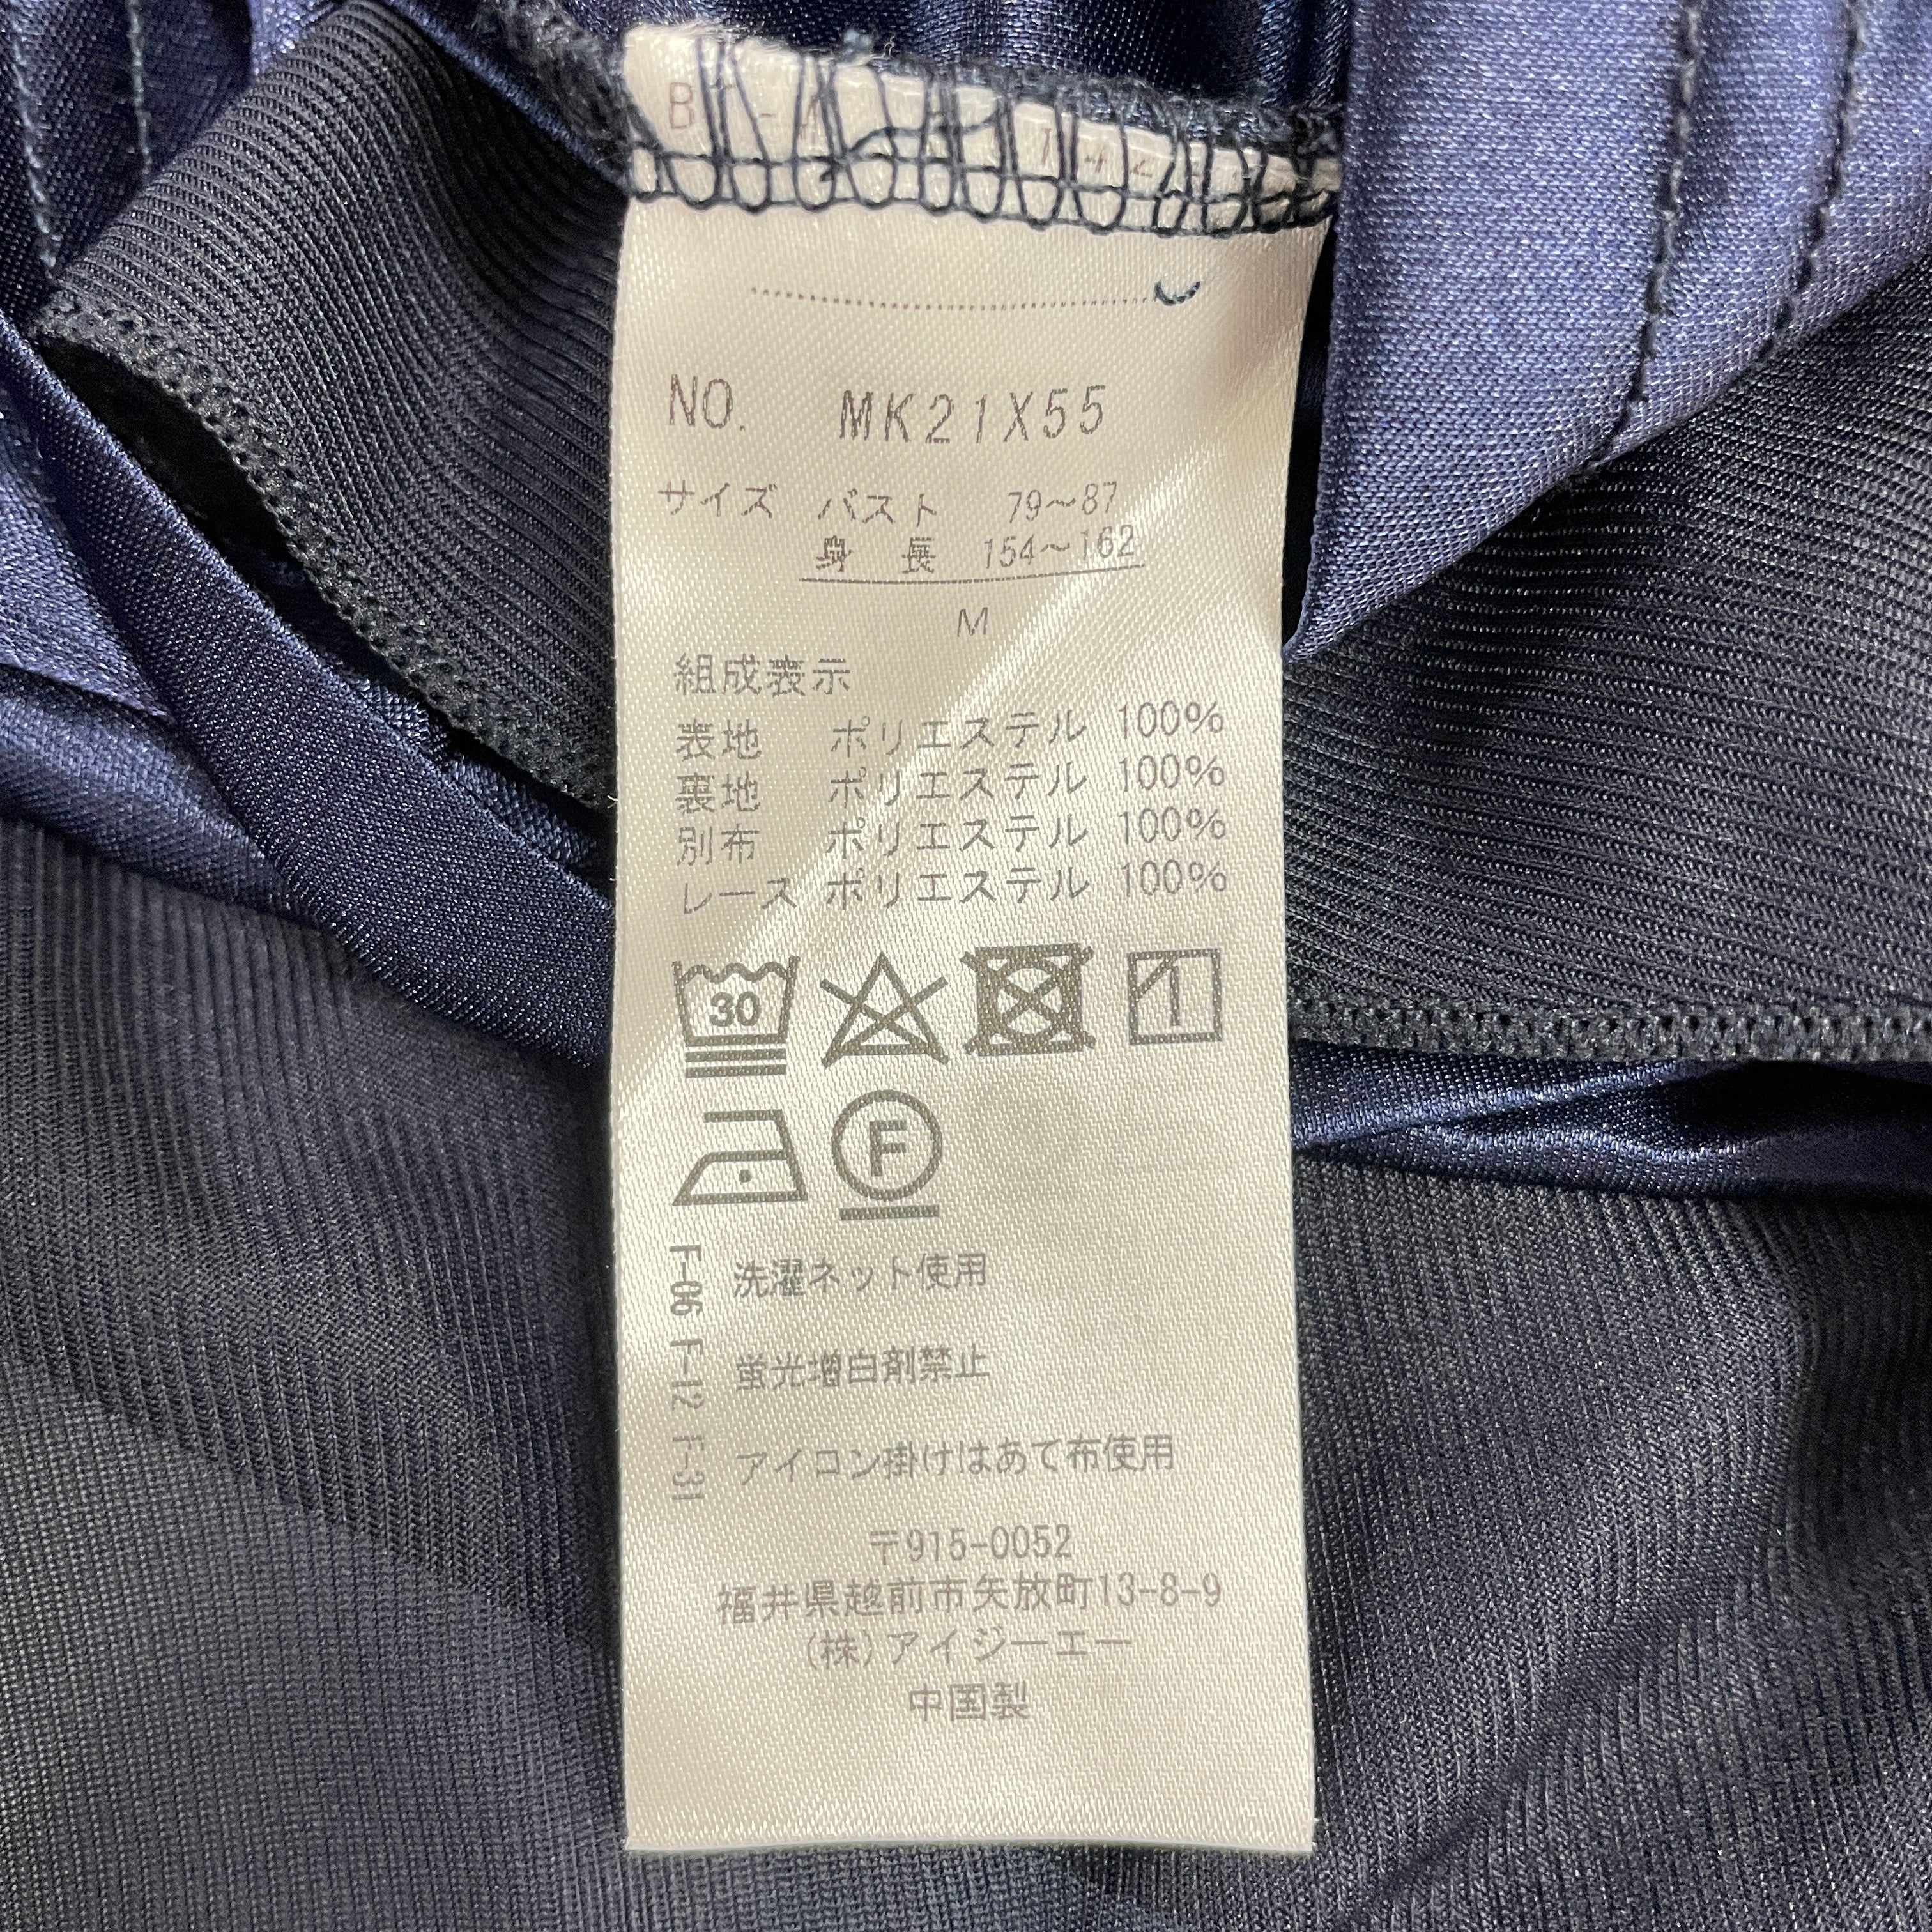 NO. MK21X55
サイズ バスト 79〜87
身 長 154〜162
M
組成表示
表地 ポリエステル 100%
裏地 ポリエステル 100%
別布 ポリエステル 100%
レース ポリエステル 100%
30
F
F-06 F-12 F-31
洗濯ネット使用
蛍光増白剤禁止
アイコン掛けはあて布使用
〒915-0052
福井県越前市矢放町13-8-9
(株)アイジーエー
中国製